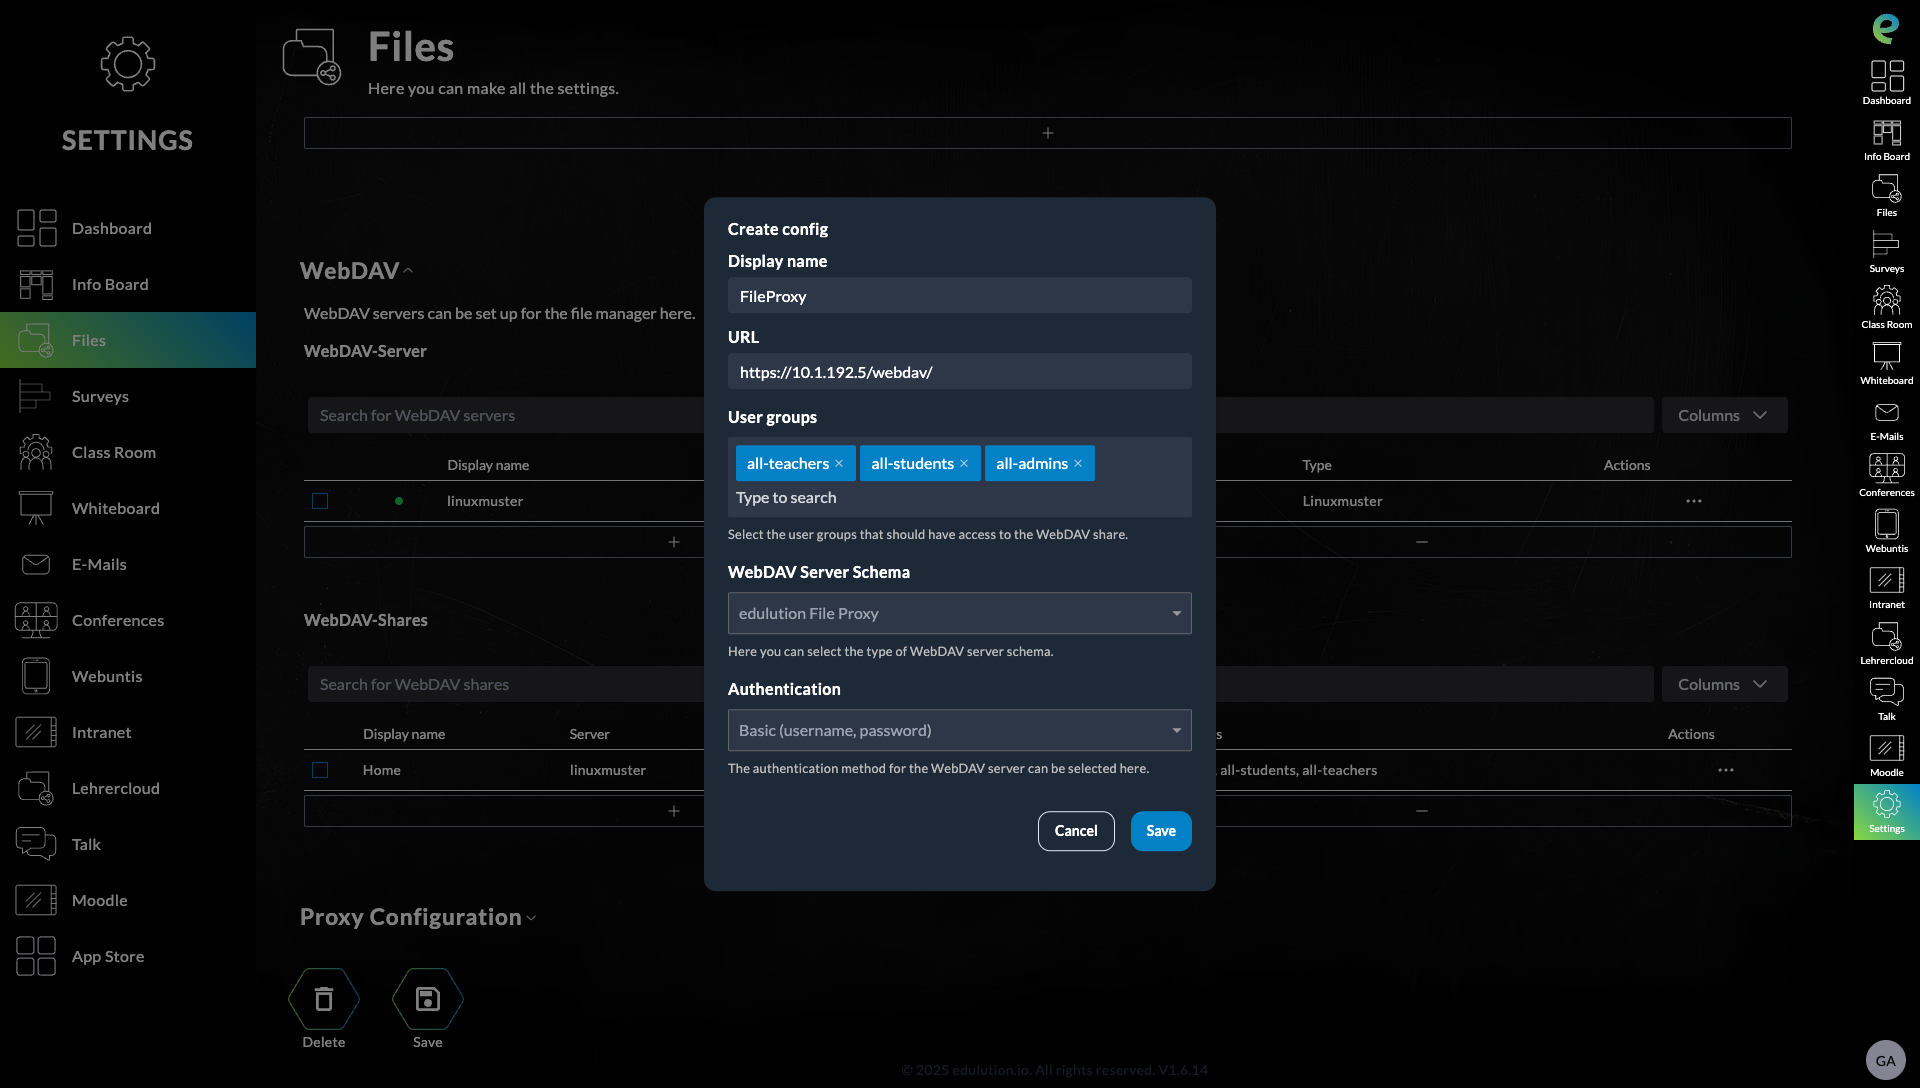 SETTINGS
Dashboard
Info Board
Files
Surveys
Class Room
Whiteboard
E-Mails
Conferences
Webuntis
Intranet
Lehrercloud
Talk
Moodle
App Store
Files
Here you can make all the settings.
WebDAV
WebDAV servers can be set up for the file manager here.
WebDAV-Server
Search for WebDAV servers
Columns
Display name
Type
Actions
linuxmuster
Linuxmuster
WebDAV-Shares
Search for WebDAV shares
Columns
Display name
Server
s
Actions
Home
linuxmuster
, all-students, all-teachers
Proxy Configuration
Delete
Save
© 2025 edulution.io. All rights reserved. V1.6.14
Create config
Display name
FileProxy
URL
https://10.1.192.5/webdav/
User groups
all-teachers ×
all-students ×
all-admins ×
Type to search
Select the user groups that should have access to the WebDAV share.
WebDAV Server Schema
edulution File Proxy
Here you can select the type of WebDAV server schema.
Authentication
Basic (username, password)
The authentication method for the WebDAV server can be selected here.
Cancel
Save
e
Dashboard
Info Board
Files
Surveys
Class Room
Whiteboard
E-Mails
Conferences
Webuntis
Intranet
Lehrercloud
Talk
Moodle
Settings
GA